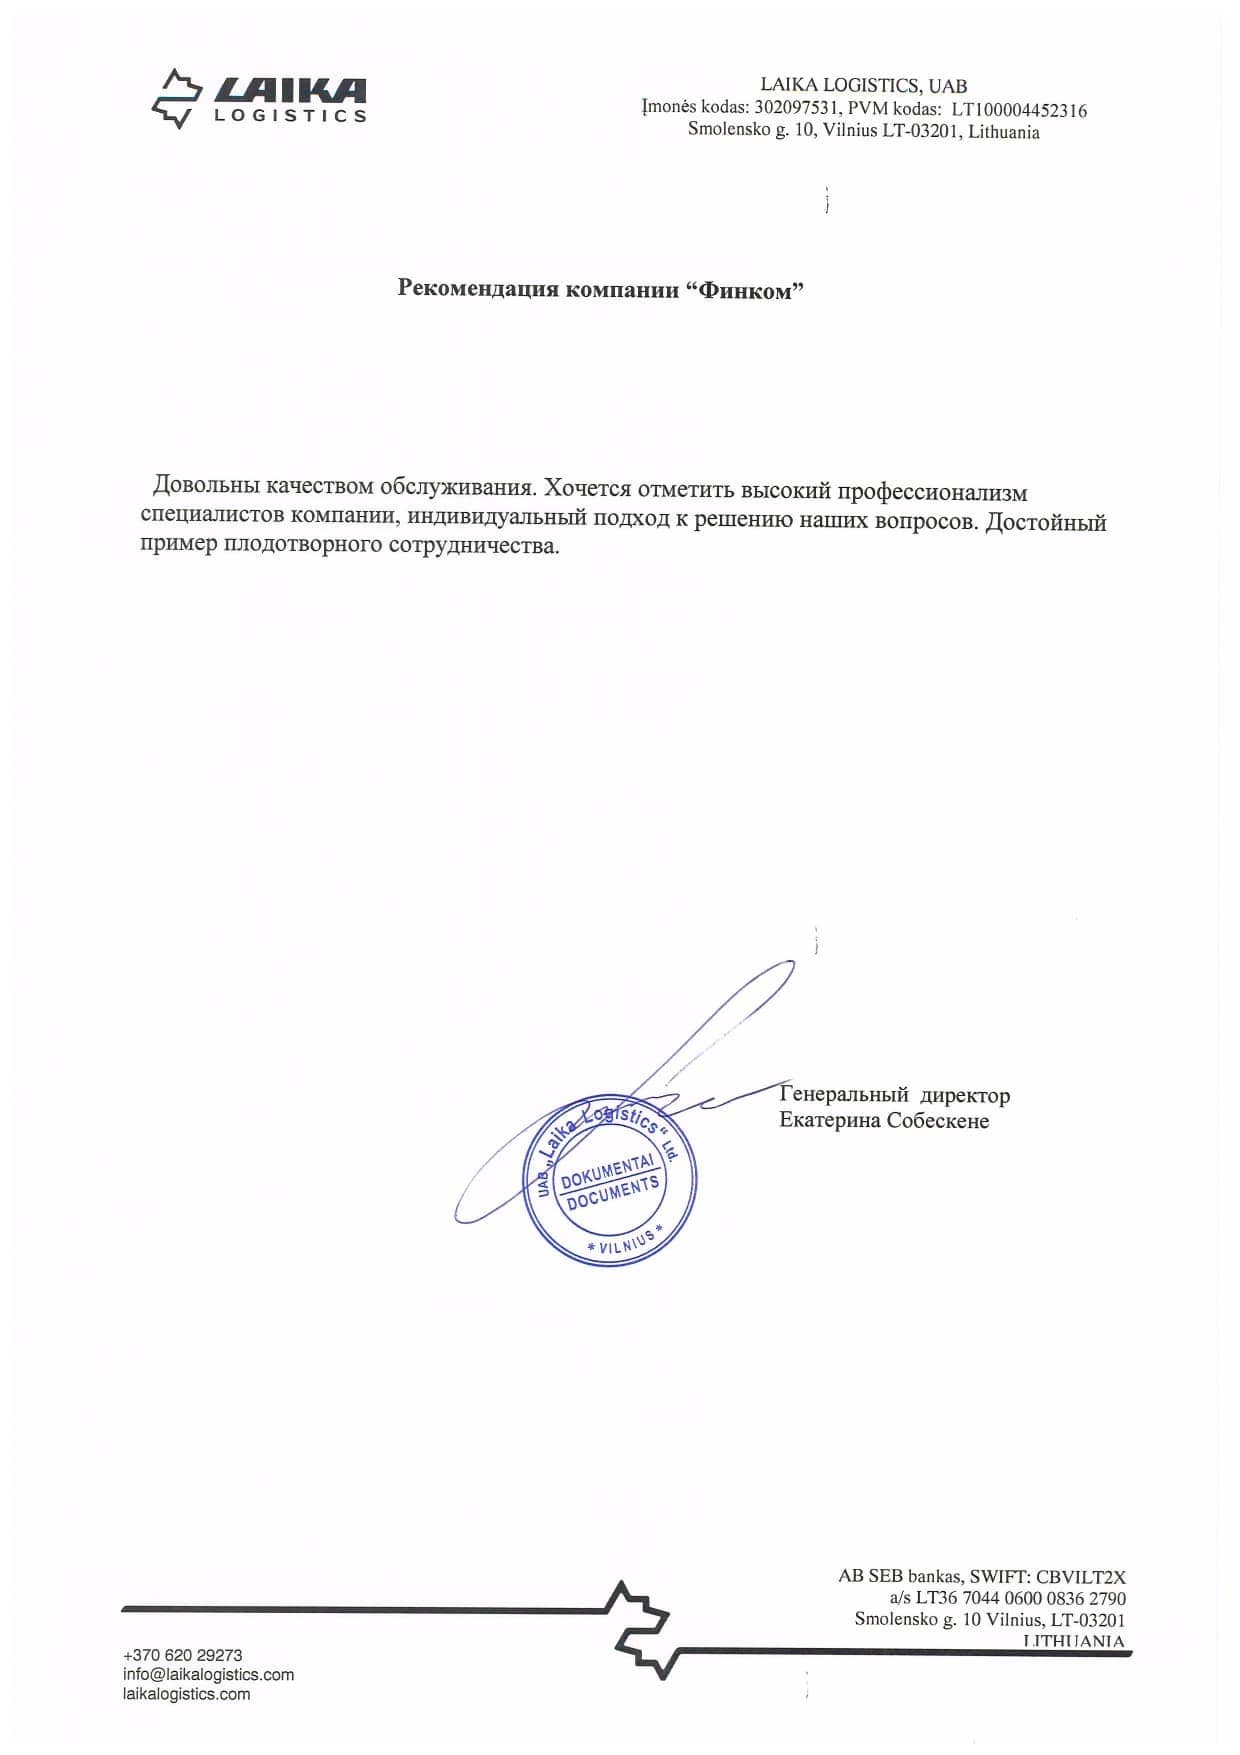 LAIKA
LOGISTICS
LAIKA LOGISTICS, UAB
Įmonės kodas: 302097531, PVM kodas: LT100004452316
Smolensko g. 10, Vilnius LT-03201, Lithuania
Рекомендация компании “Финком”
Довольны качеством обслуживания. Хочется отметить высокий профессионализм
специалистов компании, индивидуальный подход к решению наших вопросов. Достойный
пример плодотворного сотрудничества.
Генеральный директор
Екатерина Собескене
UAB „Laika Logistics“ Ltd.
DOKUMENTAI
DOCUMENTS
* VILNIUS *
AB SEB bankas, SWIFT: CBVILT2X
a/s LT36 7044 0600 0836 2790
Smolensko g. 10 Vilnius, LT-03201
LITHUANIA
+370 620 29273
info@laikalogistics.com
laikalogistics.com